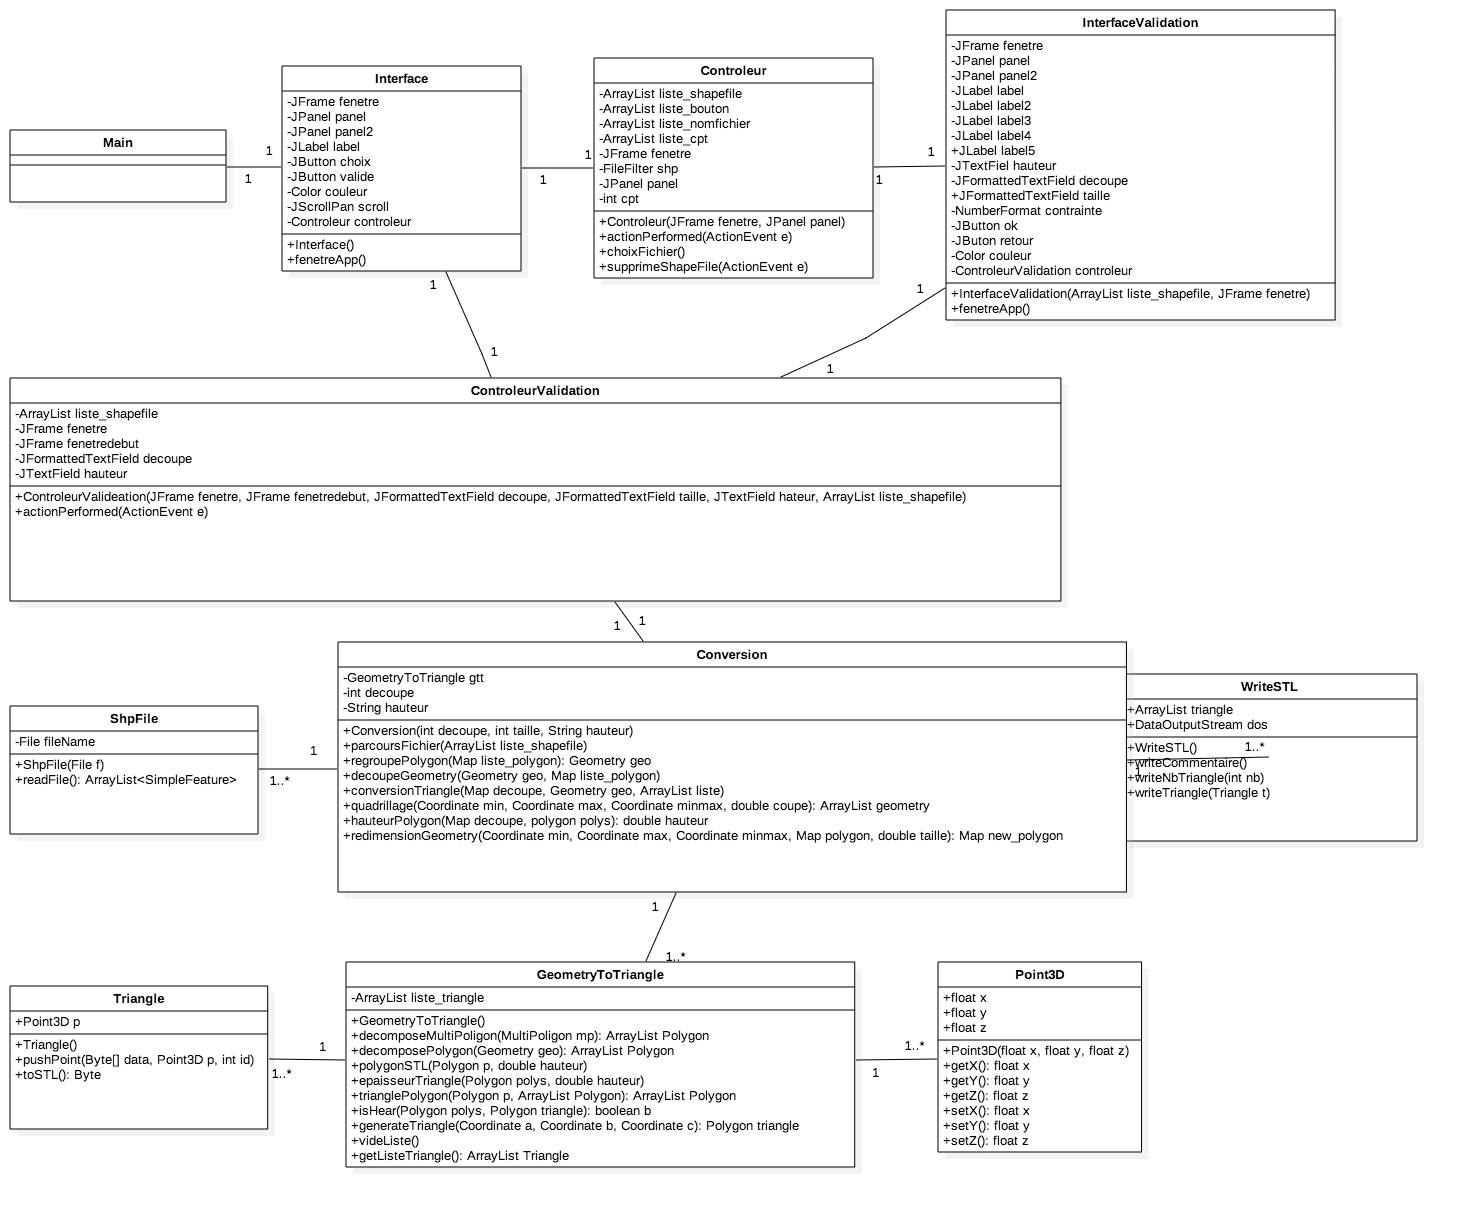 Main
1
1
Interface
-JFrame fenetre
-JPanel panel
-JPanel panel2
-JLabel label
-JButton choix
-JButton valide
-Color couleur
-JScrollPan scroll
-Controleur controleur
+Interface()
+fenetreApp()
1
1
Controleur
-ArrayList liste_shapefile
-ArrayList liste_bouton
-ArrayList liste_nomfichier
-ArrayList liste_cpt
-JFrame fenetre
-FileFilter shp
-JPanel panel
-int cpt
+Controleur(JFrame fenetre, JPanel panel)
+actionPerformed(ActionEvent e)
+choixFichier()
+supprimeShapeFile(ActionEvent e)
1
1
InterfaceValidation
-JFrame fenetre
-JPanel panel
-JPanel panel2
-JLabel label
-JLabel label2
-JLabel label3
-JLabel label4
+JLabel label5
-JTextFiel hauteur
-JFormattedTextField decoupe
+JFormattedTextField taille
-NumberFormat contrainte
-JButton ok
-JButon retour
-Color couleur
-ControleurValidation controleur
+InterfaceValidation(ArrayList liste_shapefile, JFrame fenetre)
+fenetreApp()
1
1
1
1
ControleurValidation
-ArrayList liste_shapefile
-JFrame fenetre
-JFrame fenetredebut
-JFormattedTextField decoupe
-JTextField hauteur
+ControleurValideation(JFrame fenetre, JFrame fenetredebut, JFormattedTextField decoupe, JFormattedTextField taille, JTextField hateur, ArrayList liste_shapefile)
+actionPerformed(ActionEvent e)
1
1
ShpFile
-File fileName
+ShpFile(File f)
+readFile(): ArrayList<SimpleFeature>
1
1..*
Conversion
-GeometryToTriangle gtt
-int decoupe
-String hauteur
+Conversion(int decoupe, int taille, String hauteur)
+parcoursFichier(ArrayList liste_shapefile)
+regroupePolygon(Map liste_polygon): Geometry geo
+decoupeGeometry(Geometry geo, Map liste_polygon)
+conversionTriangle(Map decoupe, Geometry geo, ArrayList liste)
+quadrillage(Coordinate min, Coordinate max, Coordinate minmax, double coupe): ArrayList geometry
+hauteurPolygon(Map decoupe, polygon polys): double hauteur
+redimensionGeometry(Coordinate min, Coordinate max, Coordinate minmax, Map polygon, double taille): Map new_polygon
WriteSTL
+ArrayList triangle
+DataOutputStream dos
+WriteSTL()
1..*
+writeCommentaire()
1
+writeNbTriangle(int nb)
+writeTriangle(Triangle t)
1
1..*
Triangle
+Point3D p
+Triangle()
+pushPoint(Byte[] data, Point3D p, int id)
+toSTL(): Byte
1
1..*
GeometryToTriangle
-ArrayList liste_triangle
+GeometryToTriangle()
+decomposeMultiPoligon(MultiPoligon mp): ArrayList Polygon
+decomposePolygon(Geometry geo): ArrayList Polygon
+polygonSTL(Polygon p, double hauteur)
+epaisseurTriangle(Polygon polys, double hauteur)
+trianglePolygon(Polygon p, ArrayList Polygon): ArrayList Polygon
+isHear(Polygon polys, Polygon triangle): boolean b
+generateTriangle(Coordinate a, Coordinate b, Coordinate c): Polygon triangle
+videListe()
+getListeTriangle(): ArrayList Triangle
1..*
1
Point3D
+float x
+float y
+float z
+Point3D(float x, float y, float z)
+getX(): float x
+getY(): float y
+getZ(): float z
+setX(): float x
+setY(): float y
+setZ(): float z